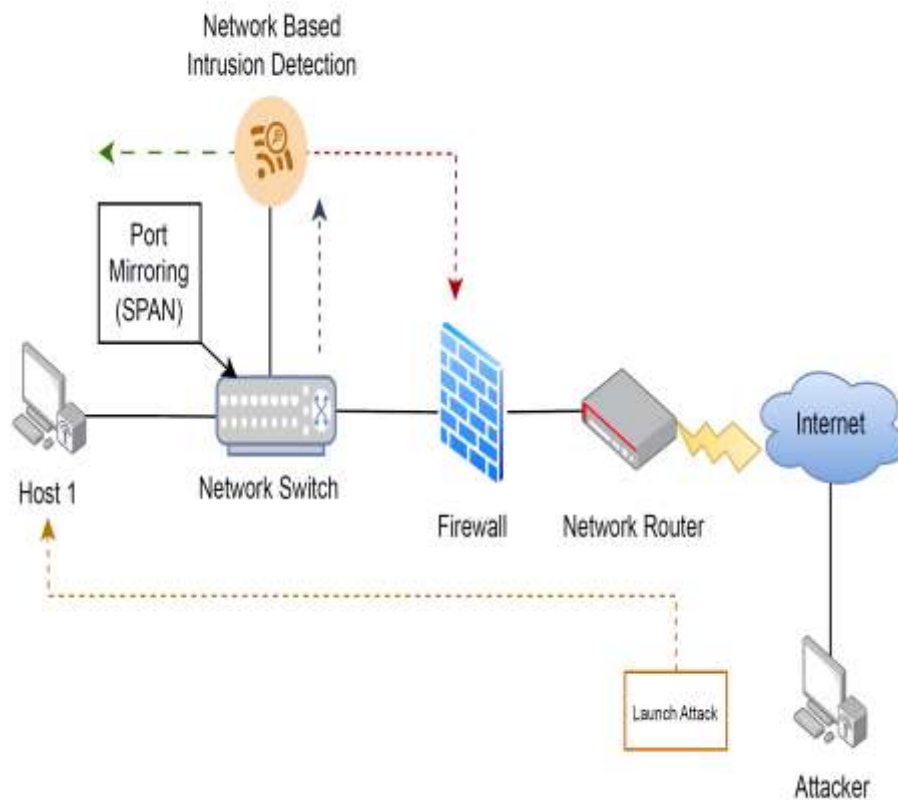 Network Based
Intrusion Detection
Port
Mirroring
(SPAN)
Host 1
Network Switch
Firewall
Network Router
Internet
Launch Attack
Attacker